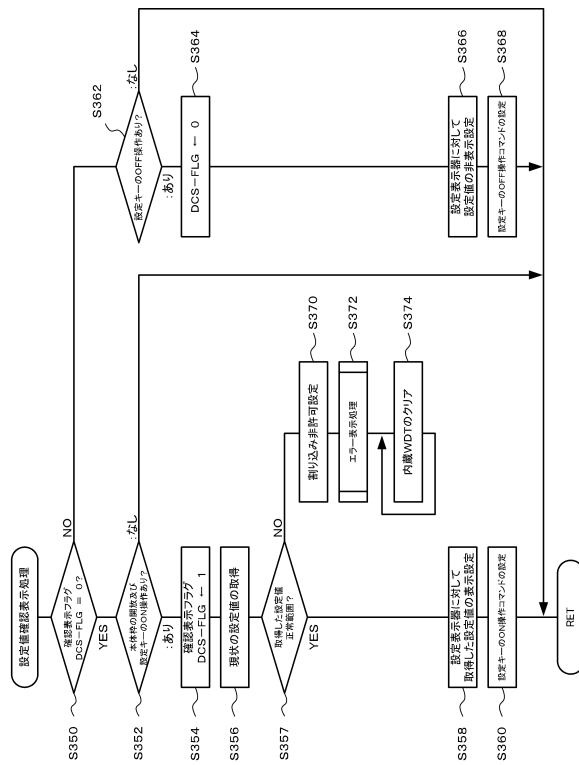 設定値確認表示処理
S350
確認表示フラグ
DCS-FLG = 0?
NO
YES
S352
本体枠の開放及び
設定キーのON操作あり?
:なし
:あり
S354
確認表示フラグ
DCS-FLG ← 1
S356
現状の設定値の取得
S357
取得した設定値
正常範囲?
NO
YES
S358
設定表示器に対して
取得した設定値の表示設定
S360
設定キーのON操作コマンドの設定
RET
S370
割り込み非許可設定
S372
エラー表示処理
S374
内蔵WDTのクリア
S362
設定キーのOFF操作あり?
:なし
:あり
S364
DCS-FLG ← 0
S366
設定表示器に対して
設定値の非表示設定
S368
設定キーのOFF操作コマンドの設定